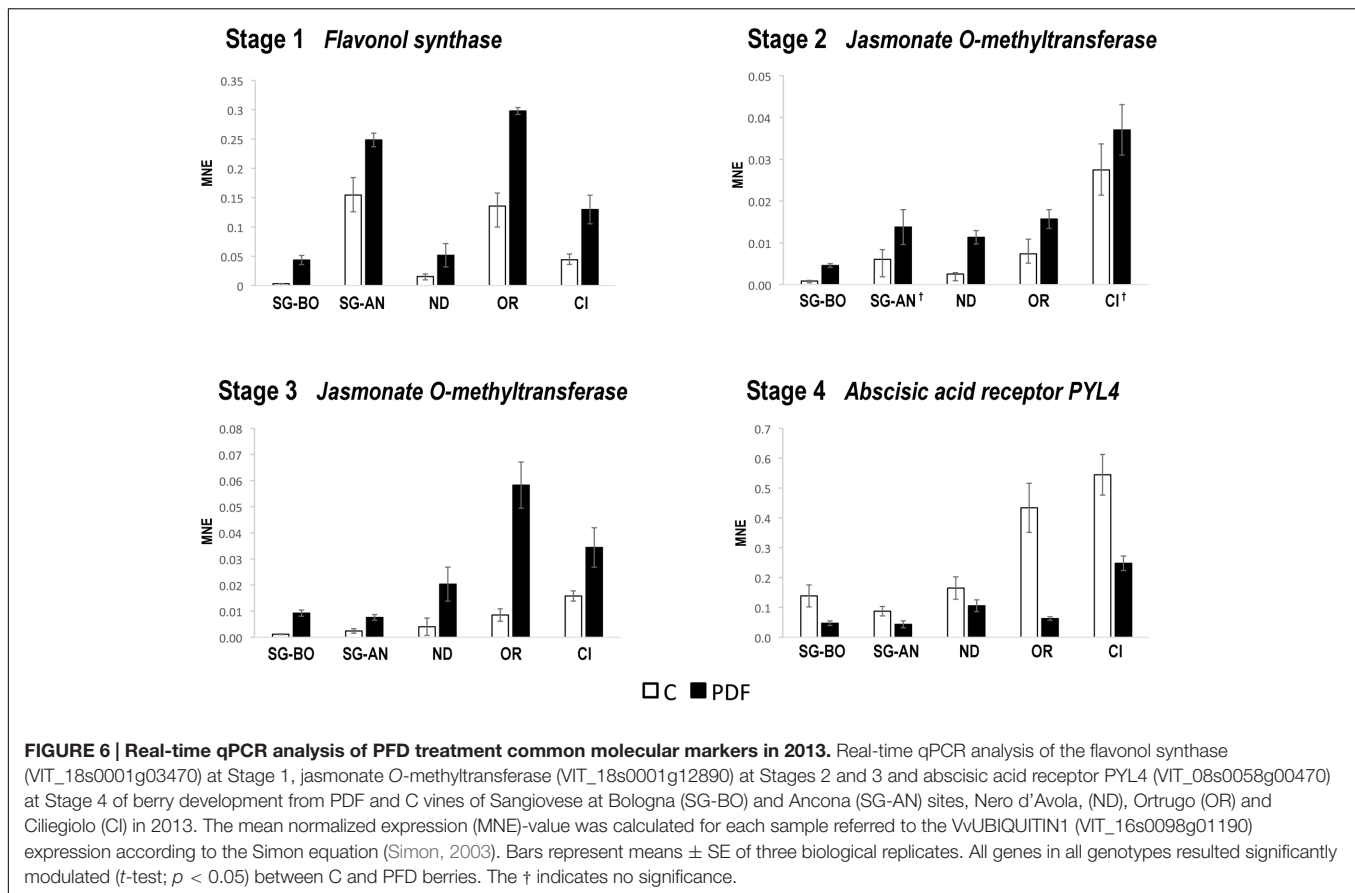 Stage 1 Flavonol synthase
0.35
0.3
0.25
0.2
0.15
0.1
0.05
0
MNE
SG-BO SG-AN ND OR CI
Stage 2 Jasmonate O-methyltransferase
0.05
0.04
0.03
0.02
0.01
0.00
MNE
SG-BO SG-AN† ND OR CI†
Stage 3 Jasmonate O-methyltransferase
0.08
0.07
0.06
0.05
0.04
0.03
0.02
0.01
0.00
MNE
SG-BO SG-AN ND OR CI
Stage 4 Abscisic acid receptor PYL4
0.7
0.6
0.5
0.4
0.3
0.2
0.1
0.0
MNE
SG-BO SG-AN ND OR CI
C PDF
FIGURE 6 | Real-time qPCR analysis of PFD treatment common molecular markers in 2013. Real-time qPCR analysis of the flavonol synthase
(VIT_18s0001g03470) at Stage 1, jasmonate O-methyltransferase (VIT_18s0001g12890) at Stages 2 and 3 and abscisic acid receptor PYL4 (VIT_08s0058g00470)
at Stage 4 of berry development from PDF and C vines of Sangiovese at Bologna (SG-BO) and Ancona (SG-AN) sites, Nero d'Avola, (ND), Ortrugo (OR) and
Ciliegiolo (CI) in 2013. The mean normalized expression (MNE)-value was calculated for each sample referred to the VvUBIQUITIN1 (VIT_16s0098g01190)
expression according to the Simon equation (Simon, 2003). Bars represent means ± SE of three biological replicates. All genes in all genotypes resulted significantly
modulated (t-test; p < 0.05) between C and PFD berries. The † indicates no significance.